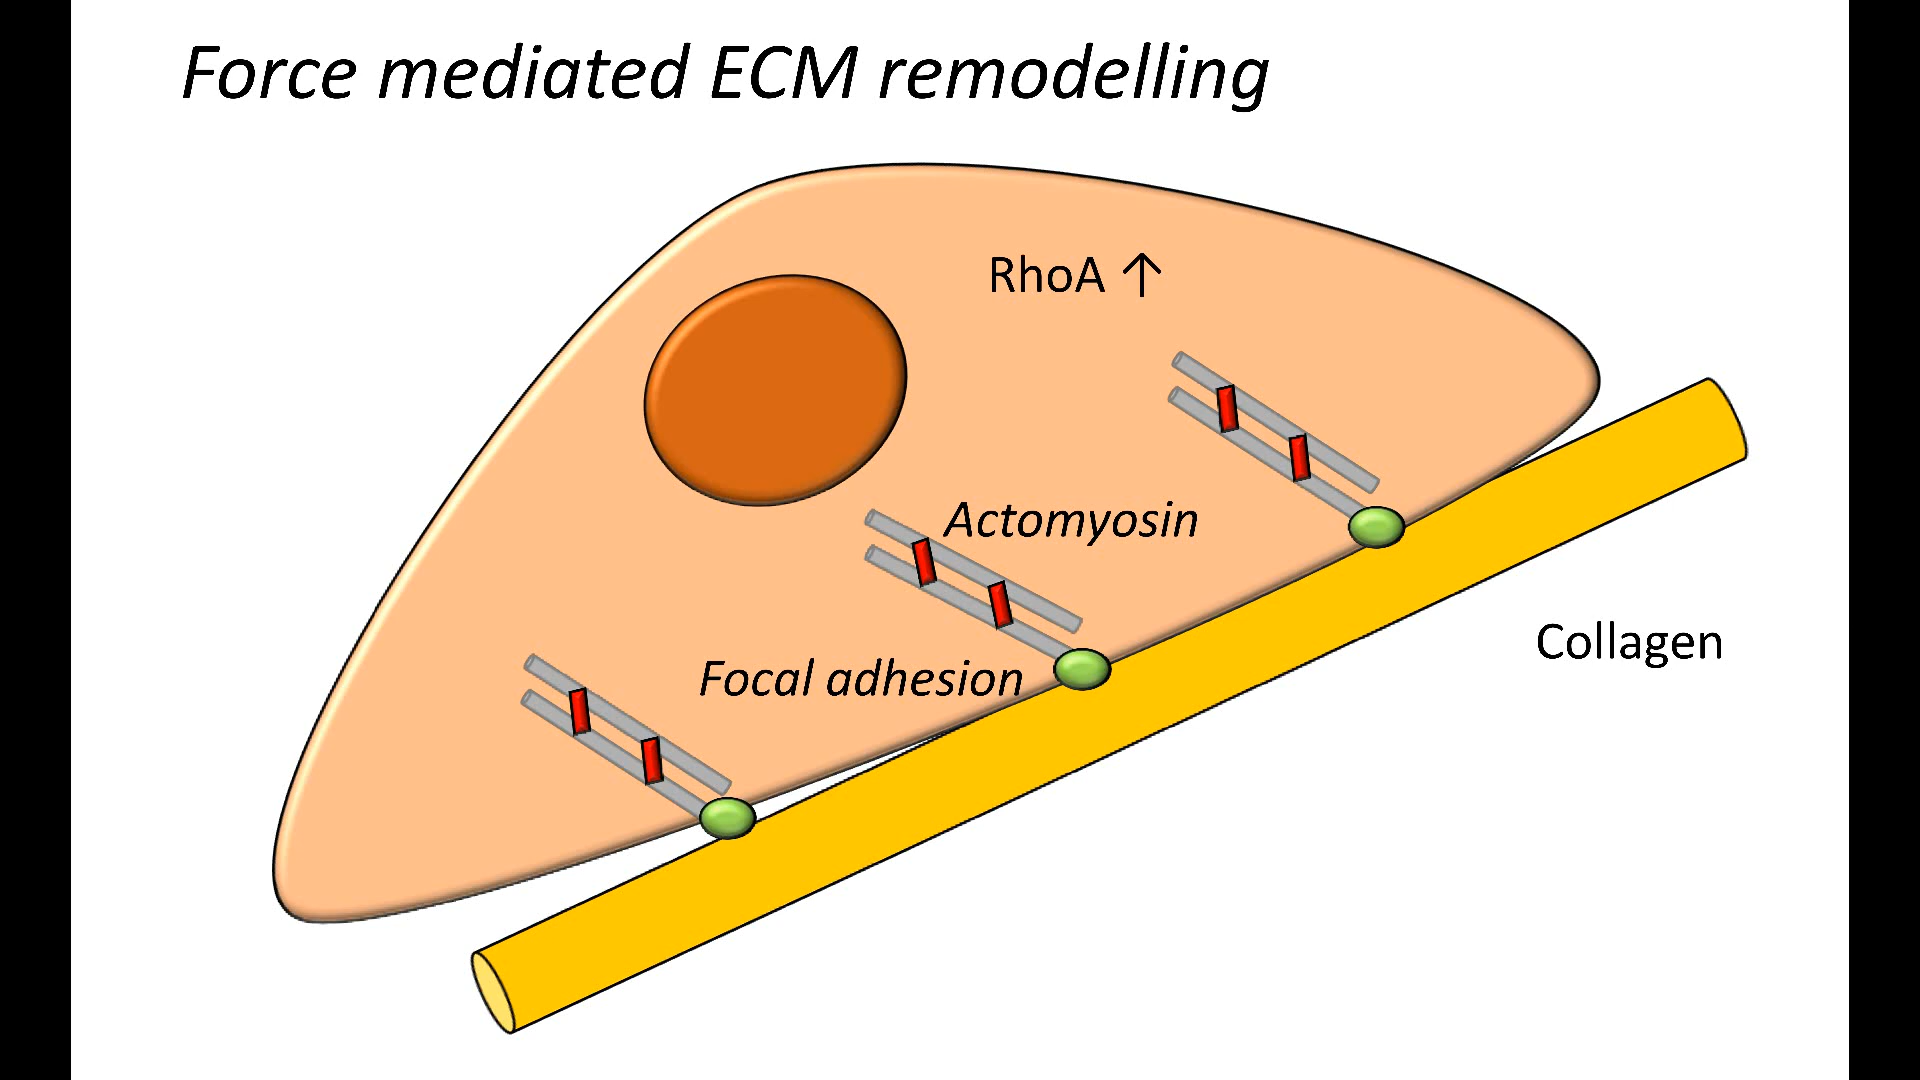 Force mediated ECM remodelling
RhoA ↑
Actomyosin
Collagen
Focal adhesion